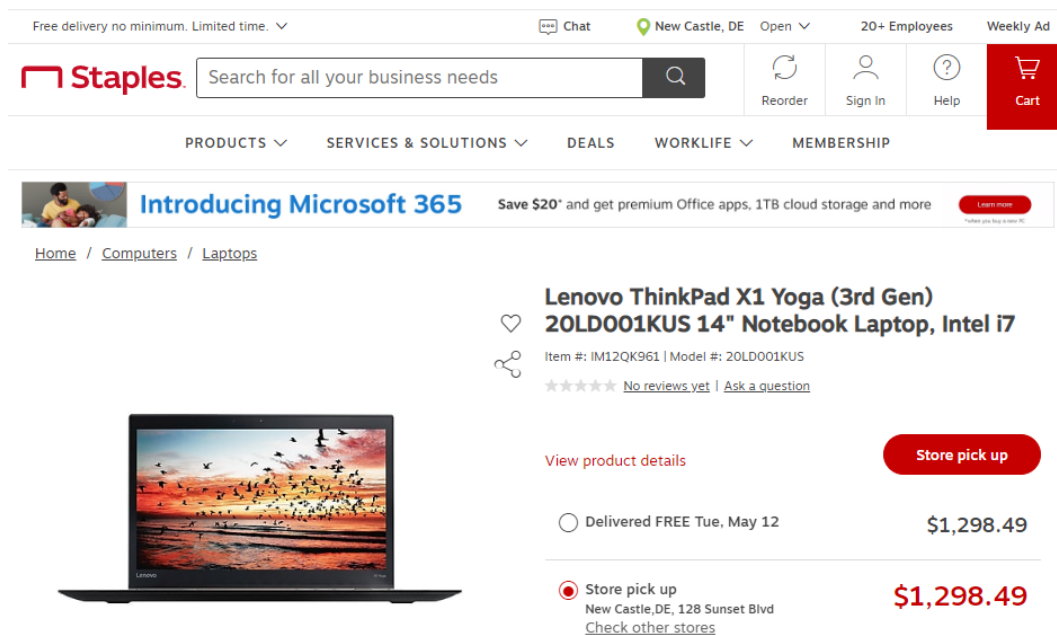 Free delivery no minimum. Limited time.
Chat
New Castle, DE Open
20+ Employees
Weekly Ad
Staples.
Search for all your business needs
Reorder
Sign In
Help
Cart
PRODUCTS
SERVICES & SOLUTIONS
DEALS
WORKLIFE
MEMBERSHIP
Introducing Microsoft 365
Save $20* and get premium Office apps, 1TB cloud storage and more
Learn more
*when you buy a new PC
Home / Computers / Laptops
Lenovo ThinkPad X1 Yoga (3rd Gen)
20LD001KUS 14" Notebook Laptop, Intel i7
Item #: IM12QK961 | Model #: 20LD001KUS
No reviews yet | Ask a question
View product details
Store pick up
Delivered FREE Tue, May 12
$1,298.49
Store pick up
New Castle,DE, 128 Sunset Blvd
Check other stores
$1,298.49
Lenovo